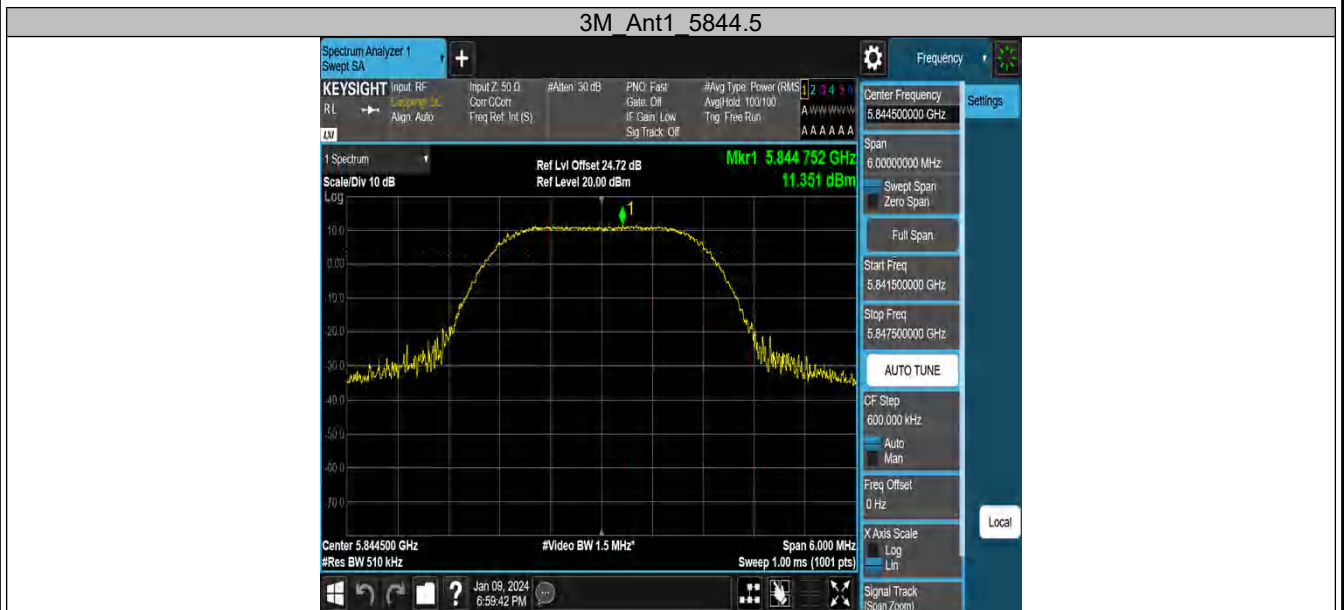 3M_Ant1_5844.5
Spectrum Analyzer 1
Swept SA
+
Frequency
KEYSIGHT Input: RF Input Z: 50 Ω #Atten: 30 dB PNO: Fast #Avg Type: Power (RMS 1 2 3 4 5 6
RL Coupling: DC Corr CCorr Gate: Off Avg|Hold: 100/100 A W W W W W
Align: Auto Freq Ref: Int (S) IF Gain: Low Trig: Free Run
LXI Sig Track: Off A A A A A A
Center Frequency
5.844500000 GHz
Settings
Span
6.00000000 MHz
Swept Span
Zero Span
Full Span
Start Freq
5.841500000 GHz
Stop Freq
5.847500000 GHz
AUTO TUNE
CF Step
600.000 kHz
Auto
Man
Freq Offset
0 Hz
X Axis Scale
Log
Lin
Local
Signal Track
(Span Zoom)
1 Spectrum Ref Lvl Offset 24.72 dB Mkr1 5.844 752 GHz
Scale/Div 10 dB Ref Level 20.00 dBm 11.351 dBm
Log
1
10.0
0.00
-10.0
-20.0
-30.0
-40.0
-50.0
-60.0
-70.0
Center 5.844500 GHz #Video BW 1.5 MHz* Span 6.000 MHz
#Res BW 510 kHz Sweep 1.00 ms (1001 pts)
? Jan 09, 2024
6:59:42 PM